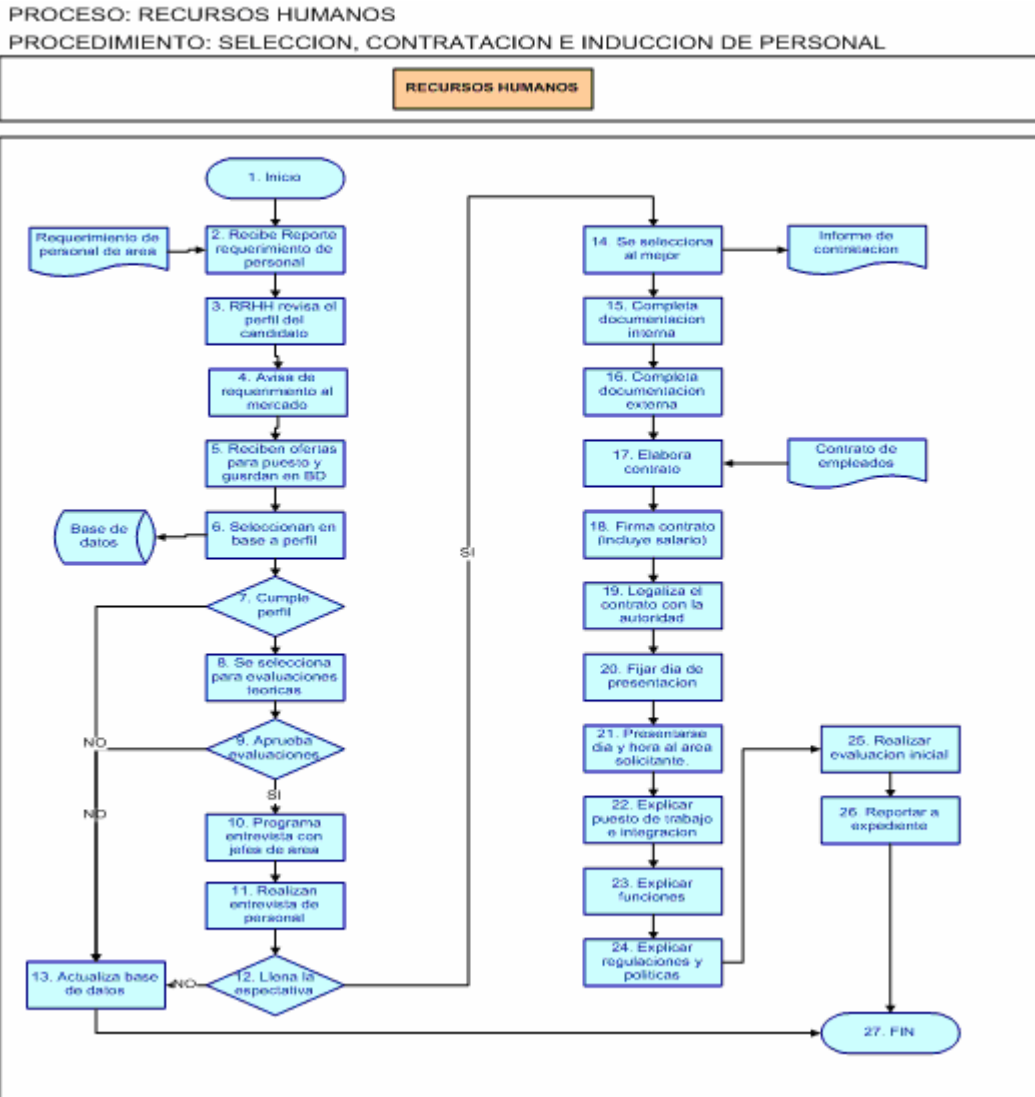 PROCESO: RECURSOS HUMANOS
PROCEDIMIENTO: SELECCION, CONTRATACION E INDUCCION DE PERSONAL
RECURSOS HUMANOS
1. Inicio
Requerimiento de
personal de area
2. Recibe Reporte
requerimiento de
personal
3. RRHH revisa el
perfil del
candidato
4. Avisa de
requerimiento al
mercado
5. Reciben ofertas
para puesto y
guardan en BD
Base de
datos
6. Seleccionan en
base a perfil
7. Cumple
perfil
8. Se selecciona
para evaluaciones
teoricas
NO
9. Aprueba
evaluaciones
SI
NO
10. Programa
entrevista con
jefes de area
11. Realizan
entrevista de
personal
13. Actualiza base
de datos
NO
12. Llena la
espectativa
SI
14. Se selecciona
al mejor
Informe de
contratacion
15. Completa
documentacion
interna
16. Completa
documentacion
externa
17. Elabora
contrato
Contrato de
empleados
18. Firma contrato
(incluye salario)
19. Legaliza el
contrato con la
autoridad
20. Fijar dia de
presentacion
21. Presentarse
dia y hora al area
solicitante.
22. Explicar
puesto de trabajo
e integracion
23. Explicar
funciones
24. Explicar
regulaciones y
politicas
25. Realizar
evaluacion inicial
26. Reportar a
expediente
27. FIN